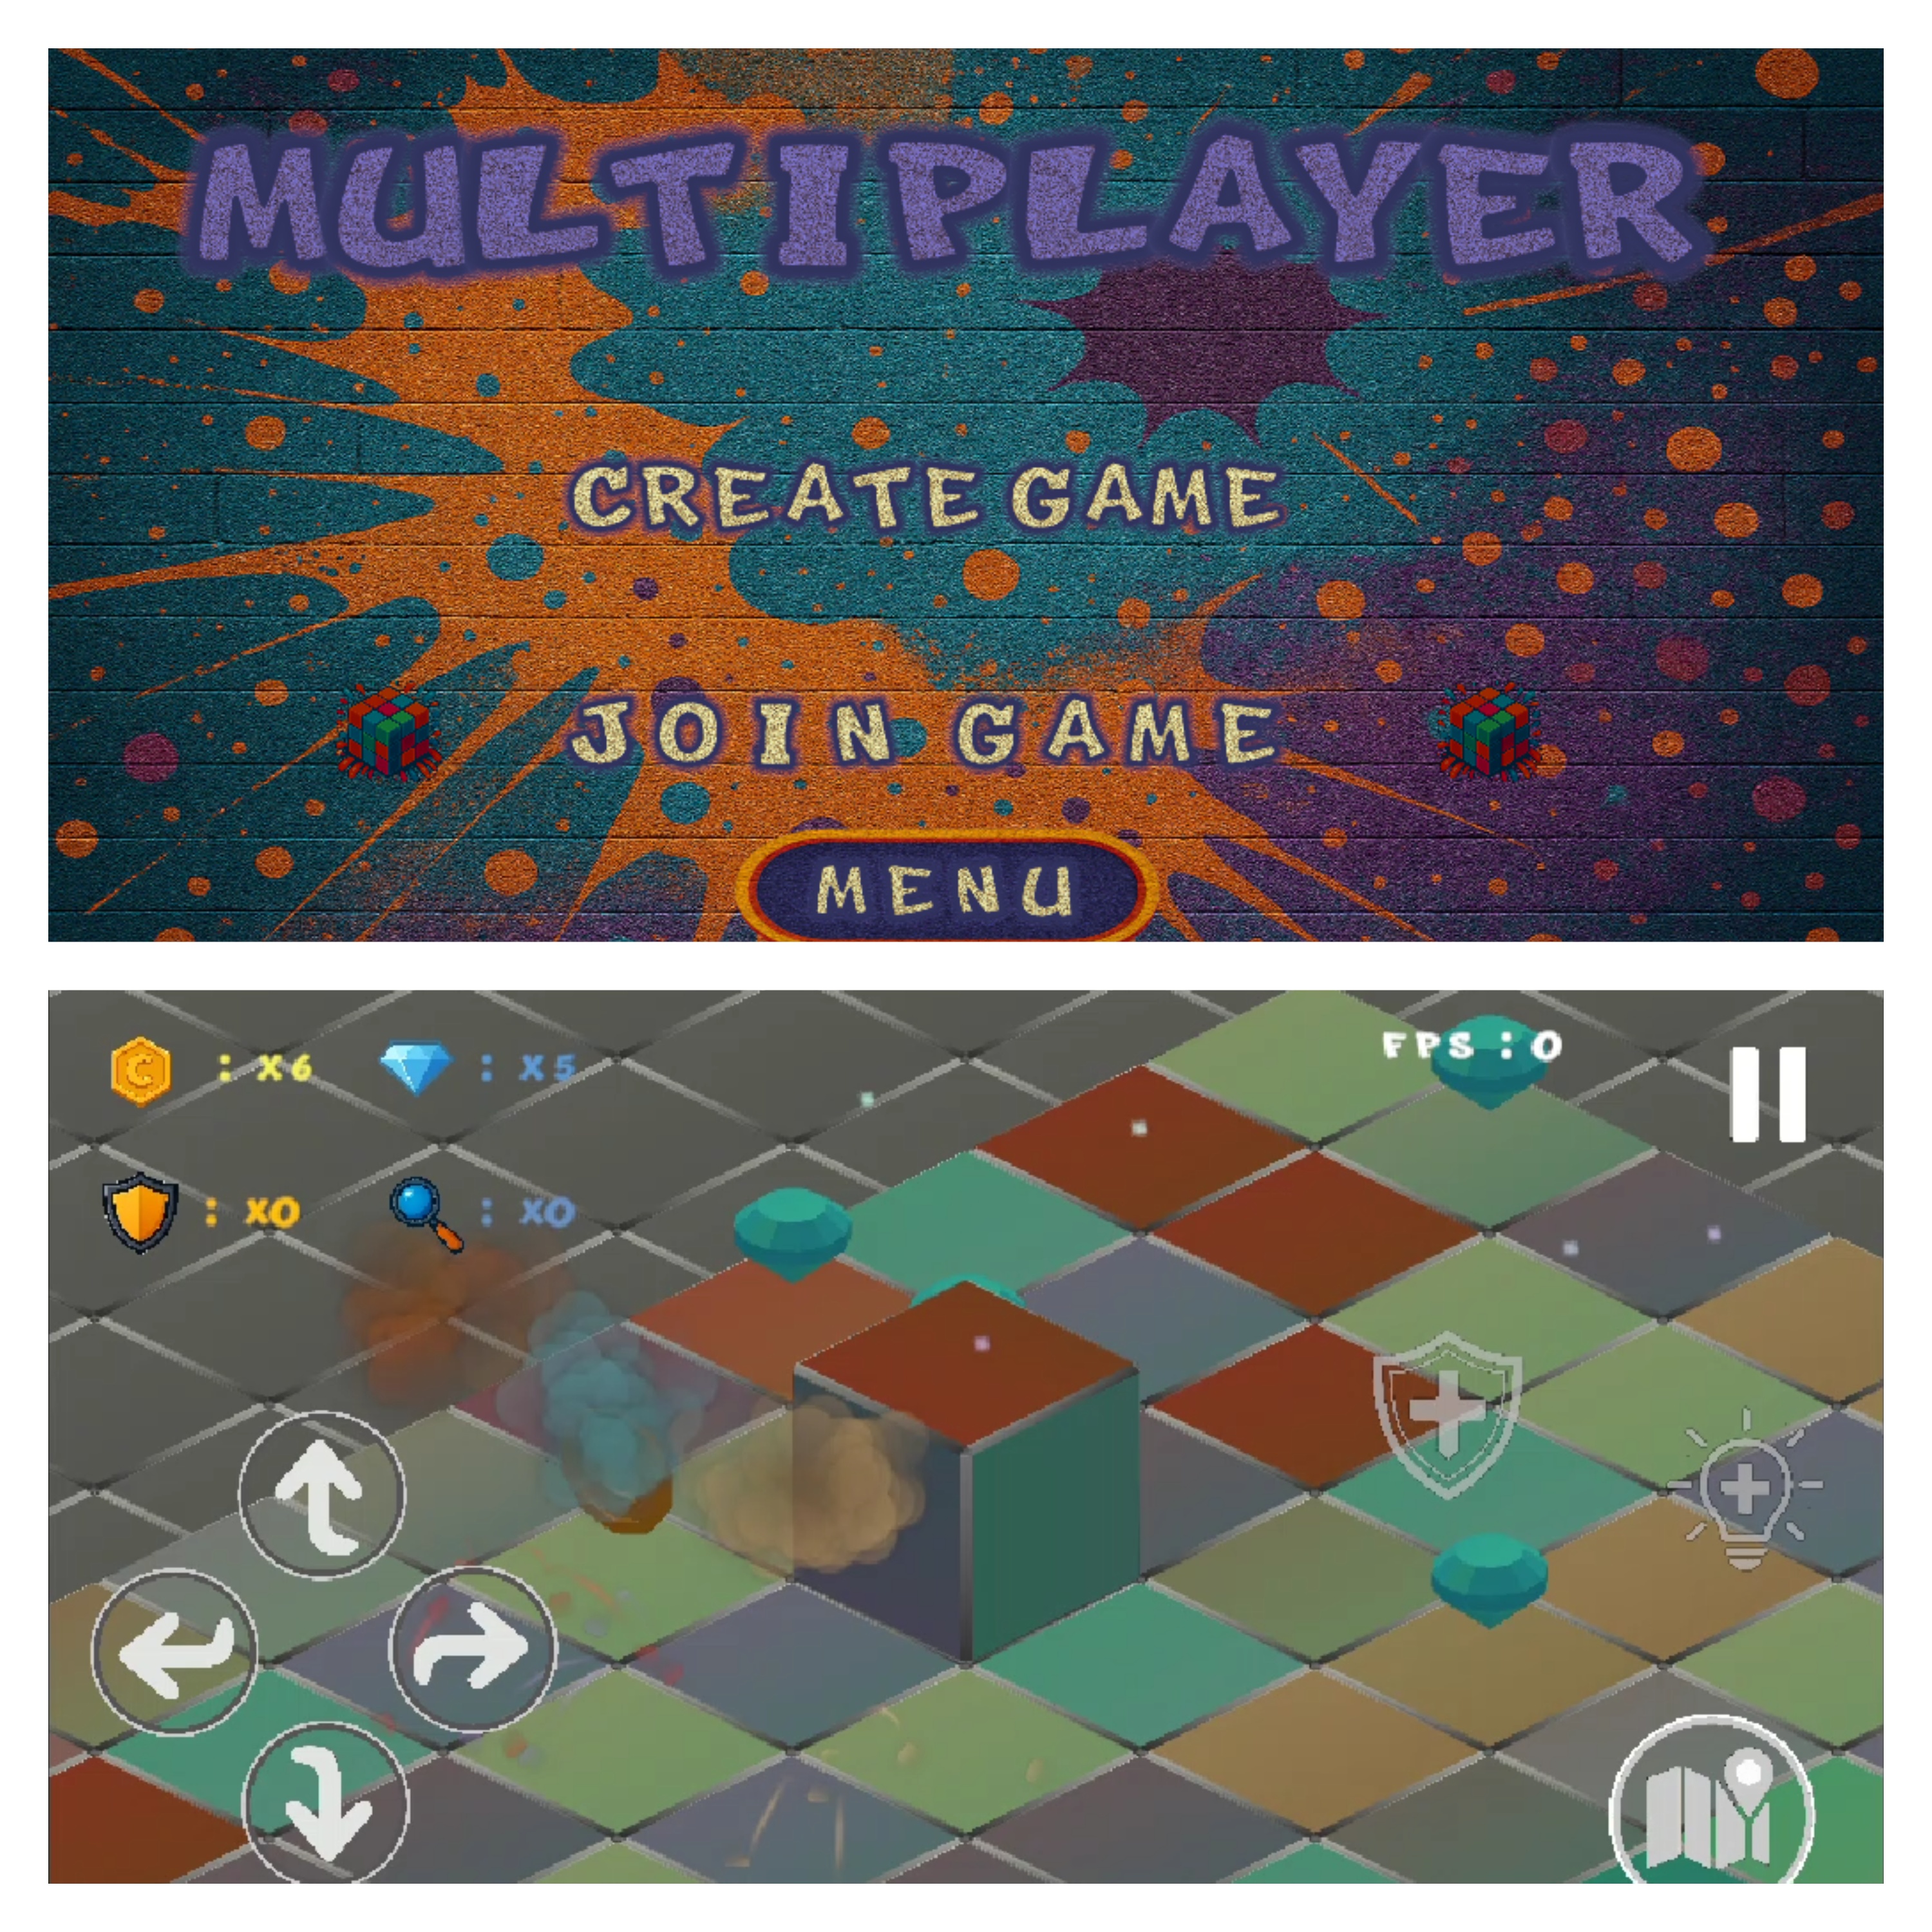 MULTIPLAYER
CREATE GAME
JOIN GAME
MENU
C : X6 : X5 FPS : 0
: X0 : X0